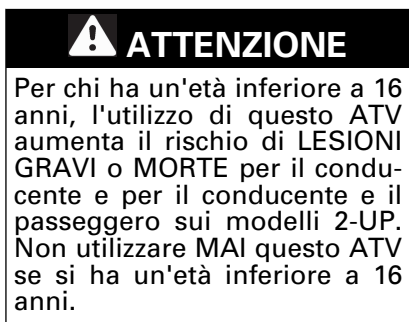 ATTENZIONE
Per chi ha un'età inferiore a 16
anni, l'utilizzo di questo ATV
aumenta il rischio di LESIONI
GRAVI o MORTE per il condu-
cente e per il conducente e il
passeggero sui modelli 2-UP.
Non utilizzare MAI questo ATV
se si ha un'età inferiore a 16
anni.